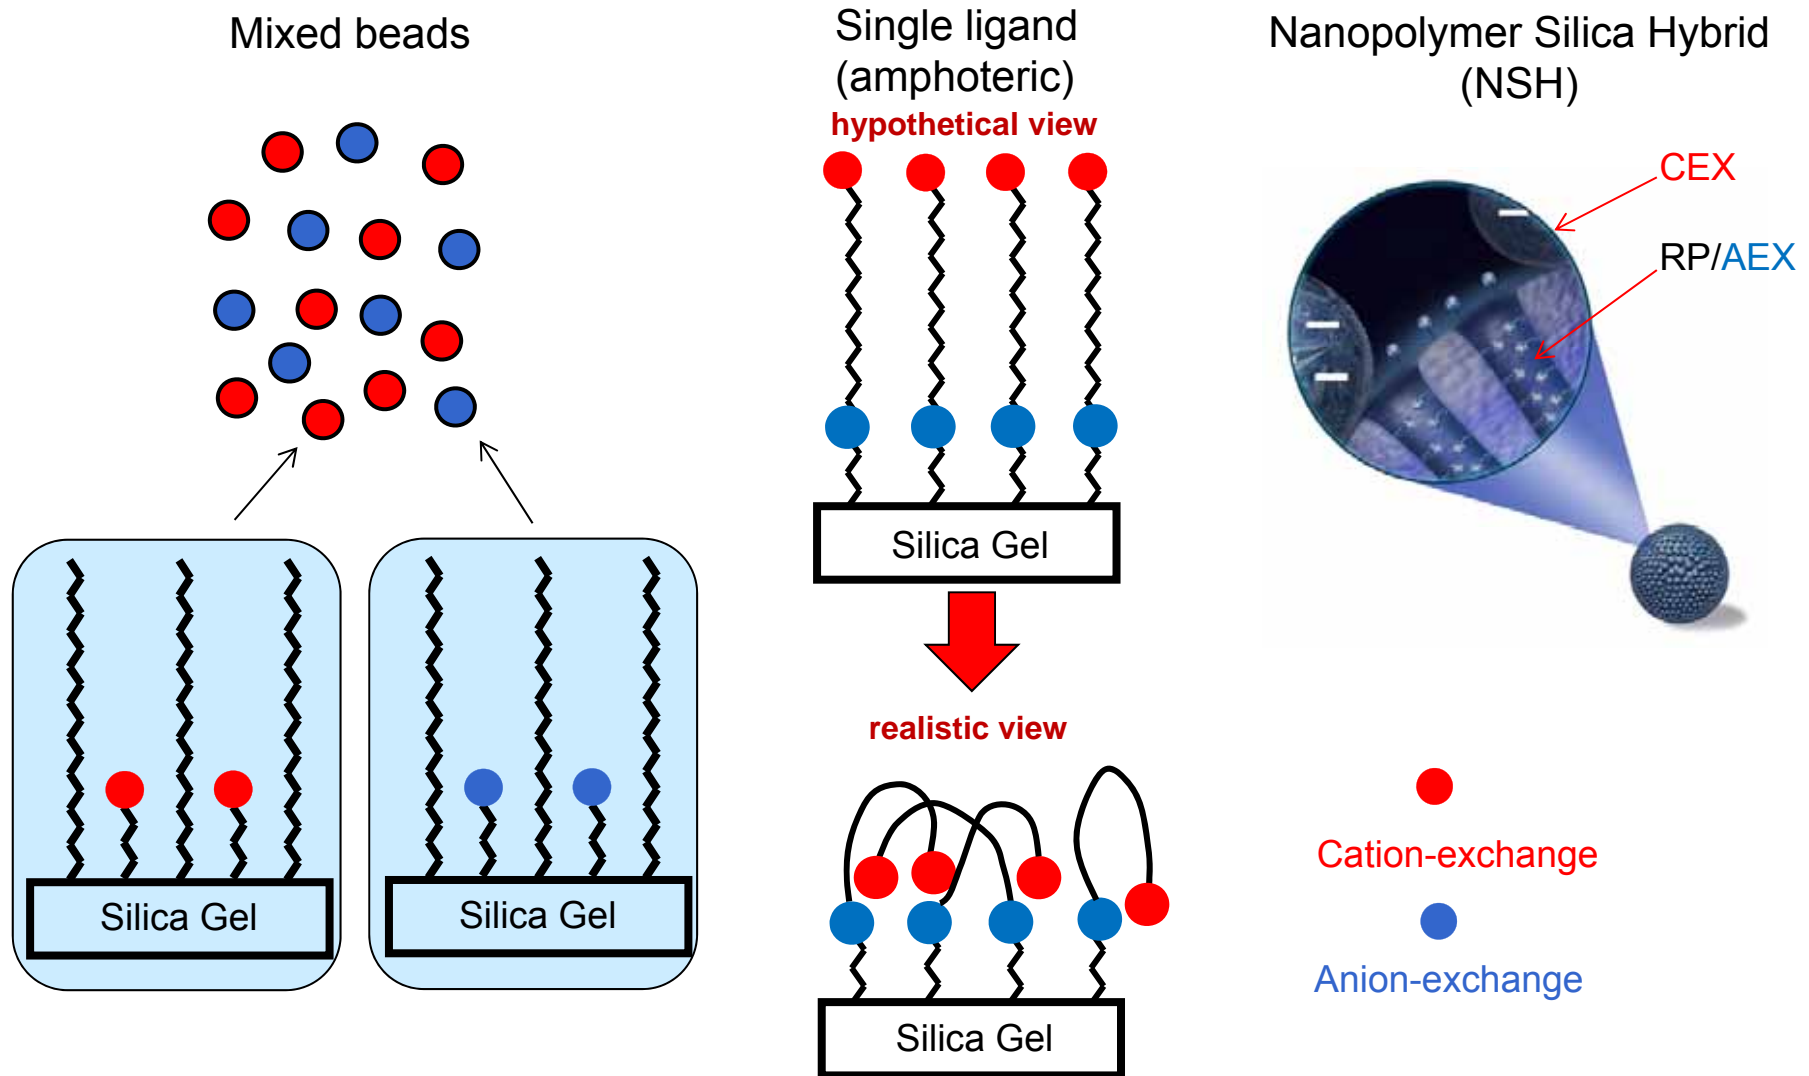 Mixed beads
Silica Gel
Silica Gel
Single ligand
(amphoteric)
hypothetical view
Silica Gel
realistic view
Silica Gel
Nanopolymer Silica Hybrid
(NSH)
CEX
RP/AEX
Cation-exchange
Anion-exchange